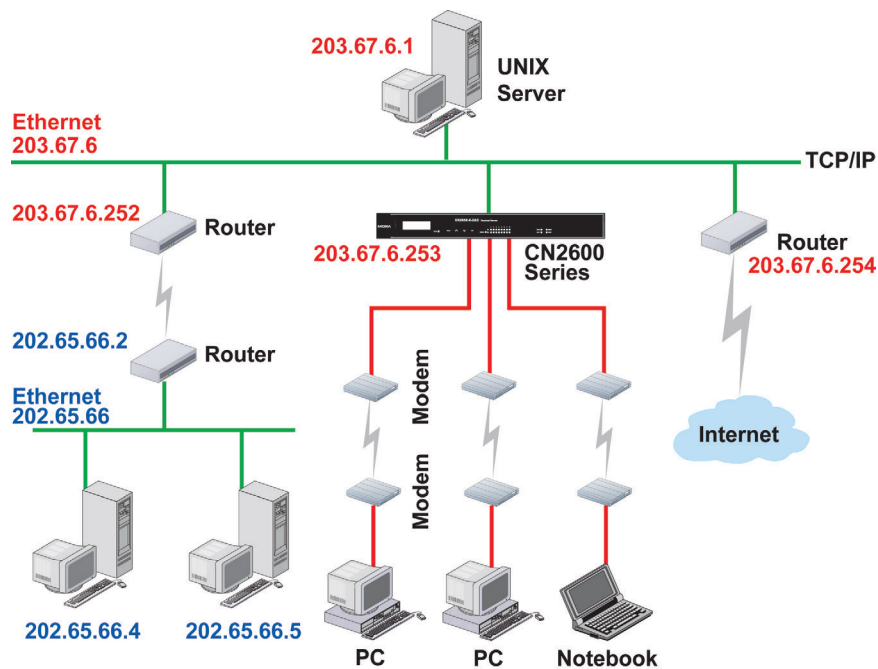 203.67.6.1
UNIX
Server
Ethernet
203.67.6
TCP/IP
203.67.6.252
Router
MOXA
203.67.6.253
CN2600
Series
Router
203.67.6.254
202.65.66.2
Router
Ethernet
202.65.66
Modem
Internet
Modem
202.65.66.4
202.65.66.5
PC
PC
Notebook